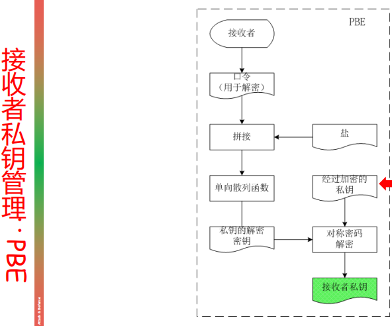 接收者私钥管理：PBE
PBE
接收者
口令
（用于解密）
拼接
盐
单向散列函数
经过加密的
私钥
私钥的解密
密钥
对称密码
解密
接收者私钥